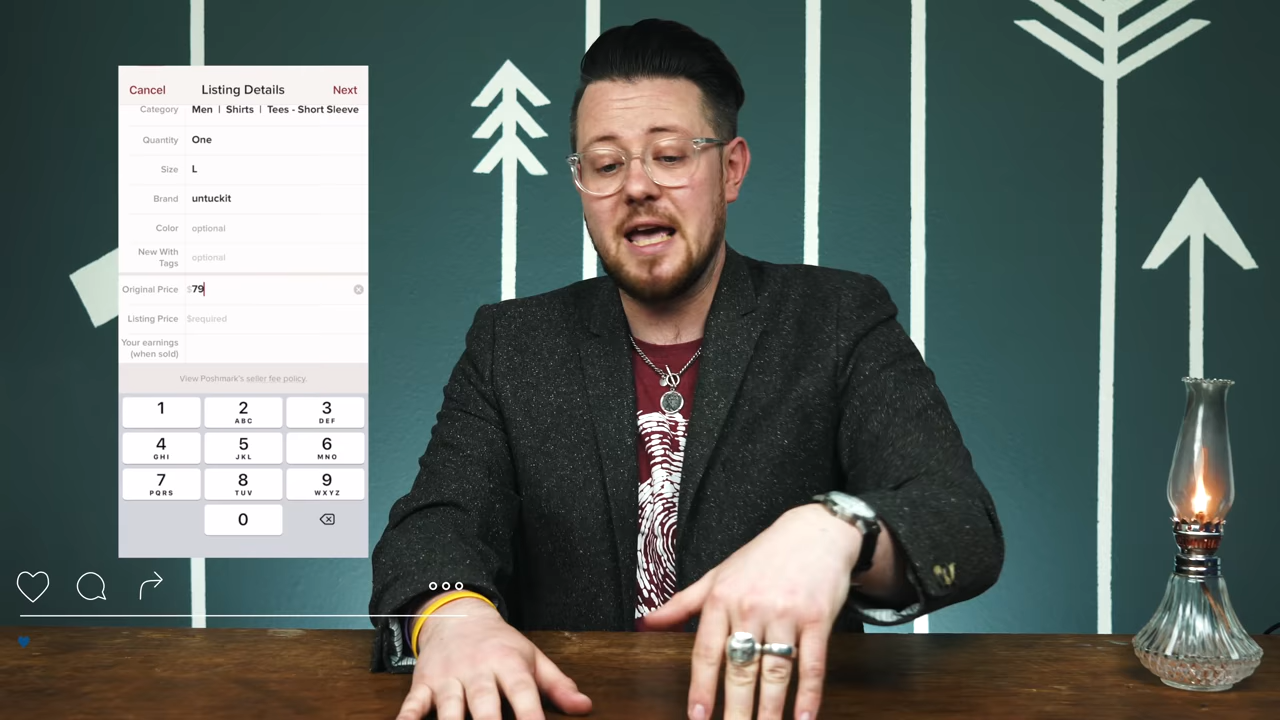 Cancel Listing Details Next
Category Men | Shirts | Tees - Short Sleeve
Quantity One
Size L
Brand untuckit
Color optional
New With
Tags optional
Original Price $79
Listing Price $required
Your earnings
(when sold)
View Poshmark's seller fee policy.
1 2 3
ABC DEF
4 5 6
GHI JKL MNO
7 8 9
PQRS TUV WXYZ
0